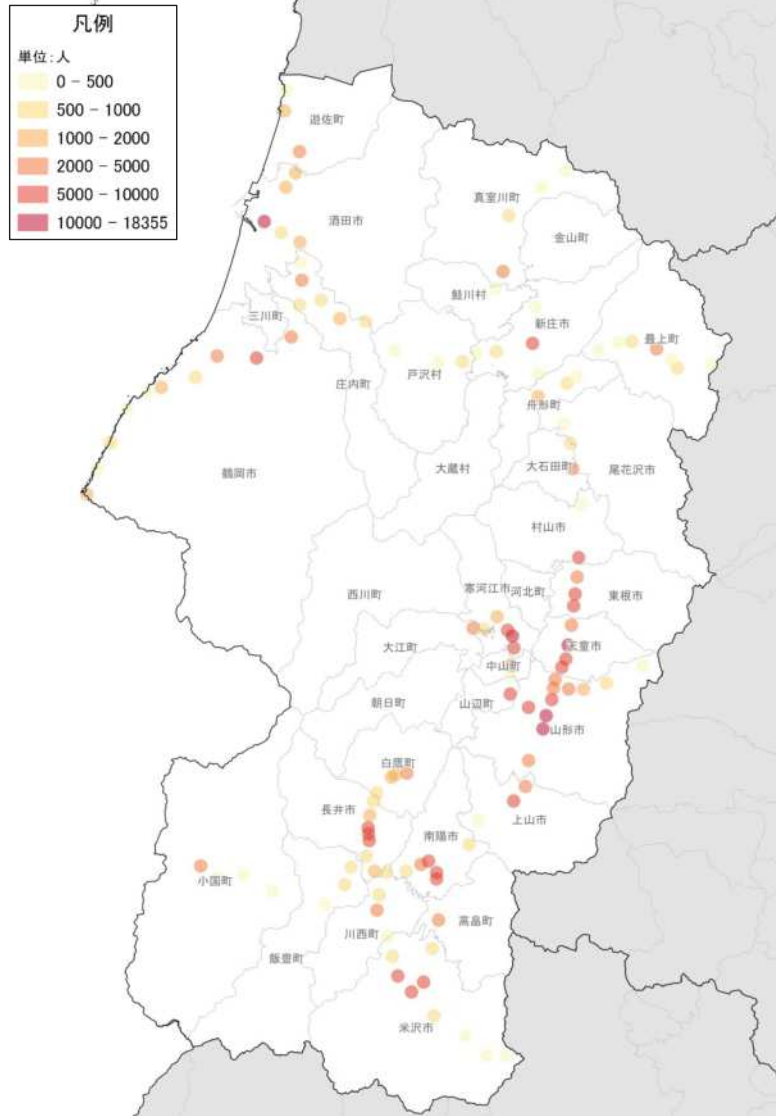 凡例
単位：人
0 - 500
500 - 1000
1000 - 2000
2000 - 5000
5000 - 10000
10000 - 18355
遊佐町
酒田市
真室川町
金山町
鮭川村
新庄市
最上町
三川町
庄内町
戸沢村
舟形町
鶴岡市
大蔵村
大石田町
尾花沢市
村山市
西川町
寒河江市
河北町
東根市
大江町
天童市
中山町
朝日町
山辺町
山形市
白鷹町
長井市
南陽市
上山市
小国町
高畠町
川西町
飯豊町
米沢市